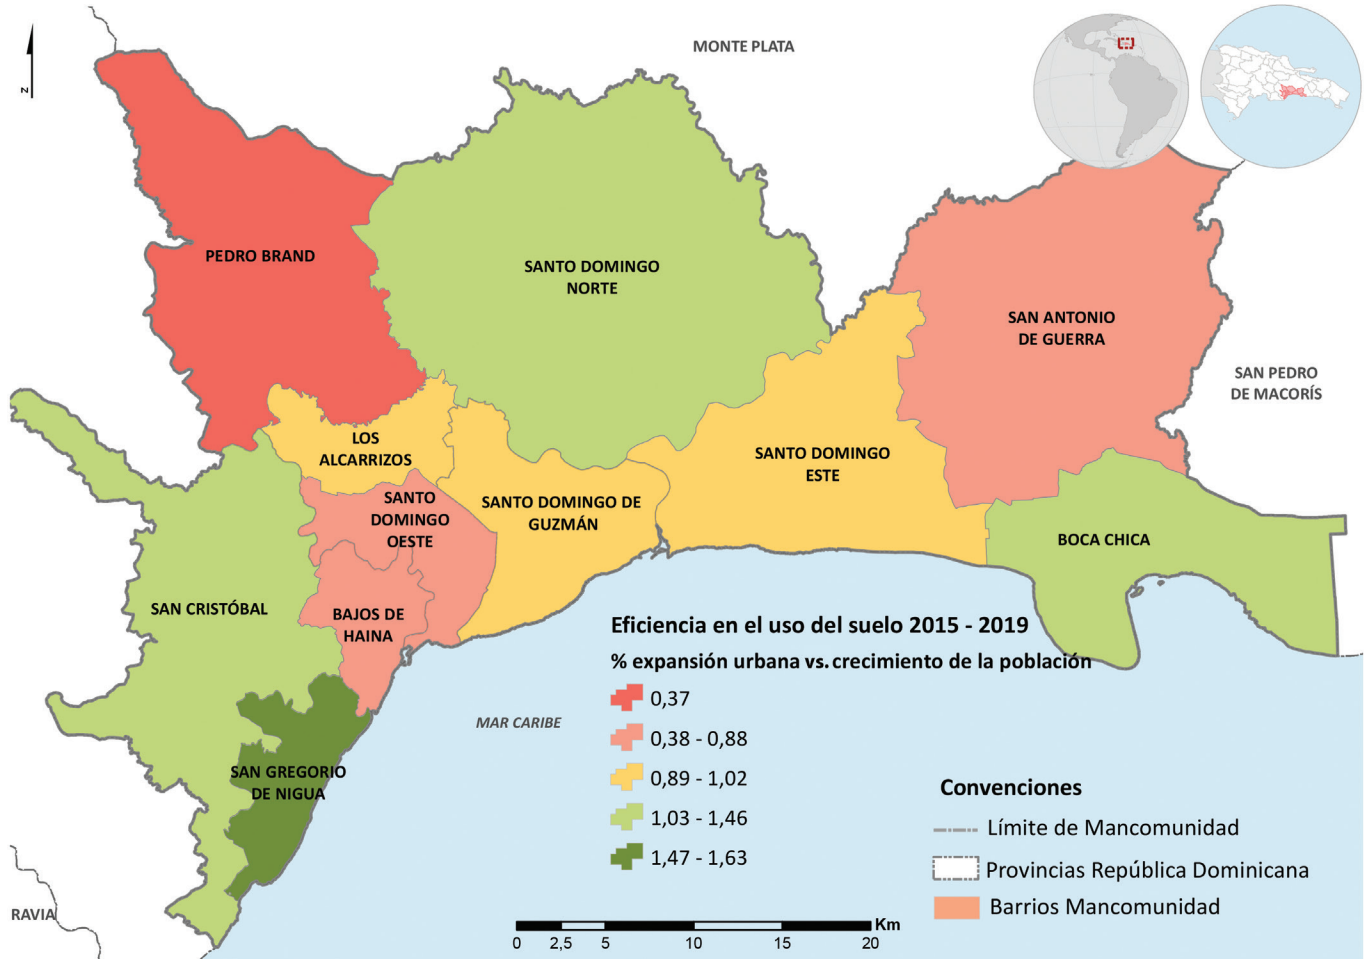 MONTE PLATA
N
PEDRO BRAND
SANTO DOMINGO
NORTE
SAN ANTONIO
DE GUERRA
SAN PEDRO
DE MACORÍS
LOS
ALCARRIZOS
SANTO DOMINGO
ESTE
SANTO
DOMINGO
OESTE
SANTO DOMINGO DE
GUZMÁN
BOCA CHICA
SAN CRISTÓBAL
BAJOS DE
HAINA
Eficiencia en el uso del suelo 2015 - 2019
% expansión urbana vs. crecimiento de la población
0,37
0,38 - 0,88
0,89 - 1,02
1,03 - 1,46
1,47 - 1,63
MAR CARIBE
SAN GREGORIO
DE NIGUA
Convenciones
Límite de Mancomunidad
Provincias República Dominicana
Barrios Mancomunidad
RAVIA
Km
0 2,5 5 10 15 20